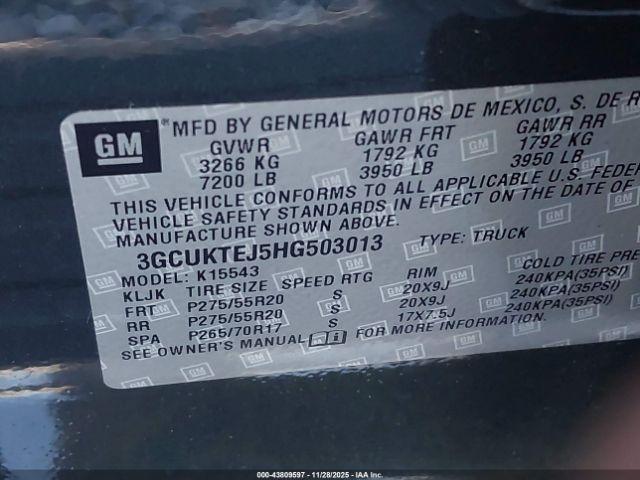 GM
® MFD BY GENERAL MOTORS DE MEXICO, S. DE R
GVWR GAWR FRT GAWR RR
3266 KG 1792 KG 1792 KG
7200 LB 3950 LB 3950 LB
THIS VEHICLE CONFORMS TO ALL APPLICABLE U.S. FEDER
VEHICLE SAFETY STANDARDS IN EFFECT ON THE DATE OF
MANUFACTURE SHOWN ABOVE.
3GCUKTEJ5HG503013 TYPE: TRUCK
MODEL: K15543
KLJK TIRE SIZE SPEED RTG RIM COLD TIRE PRE
FRT P275/55R20 S 20X9J 240KPA(35PSI)
RR P275/55R20 S 20X9J 240KPA(35PSI)
SPA P265/70R17 S 17X7.5J 240KPA(35PSI)
SEE OWNER'S MANUAL FOR MORE INFORMATION.
000-43809597 - 11/28/2025 - IAAI.COM